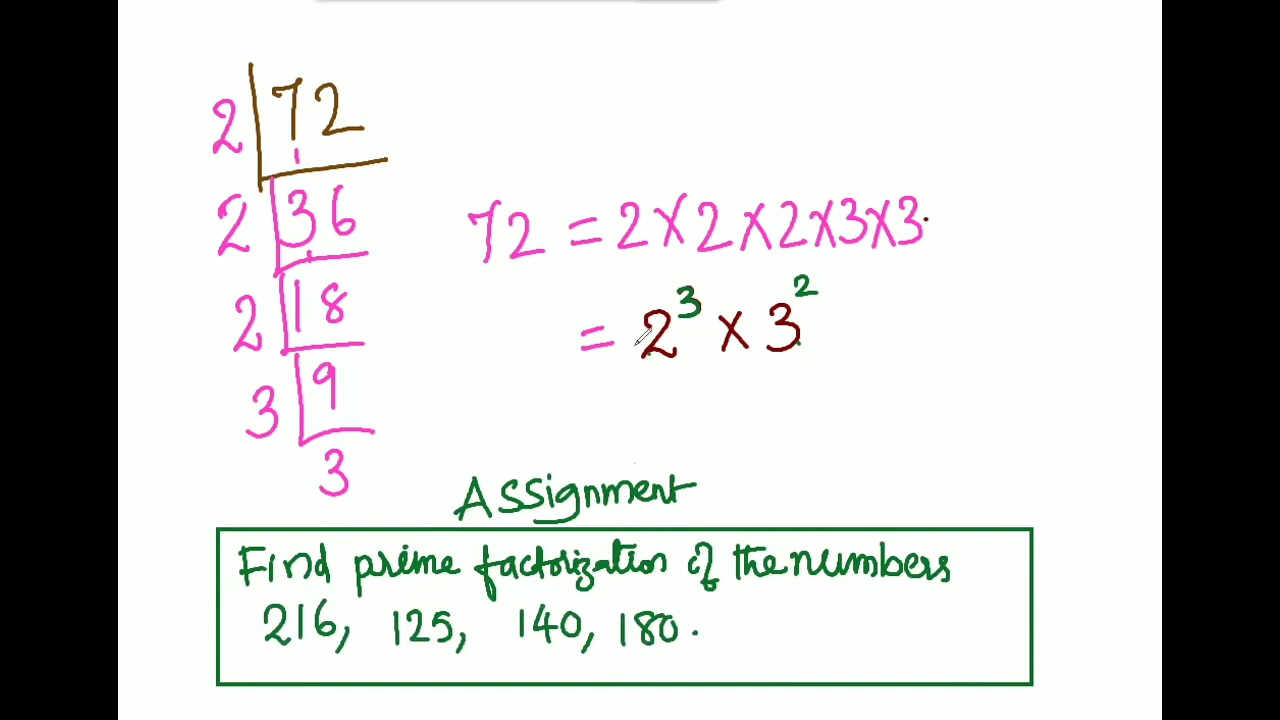 2 72
2 36
2 18
3 9
3
72 = 2 × 2 × 2 × 3 × 3.
= 2³ × 3²
Assignment
Find prime factorization of the numbers
216, 125, 140, 180.